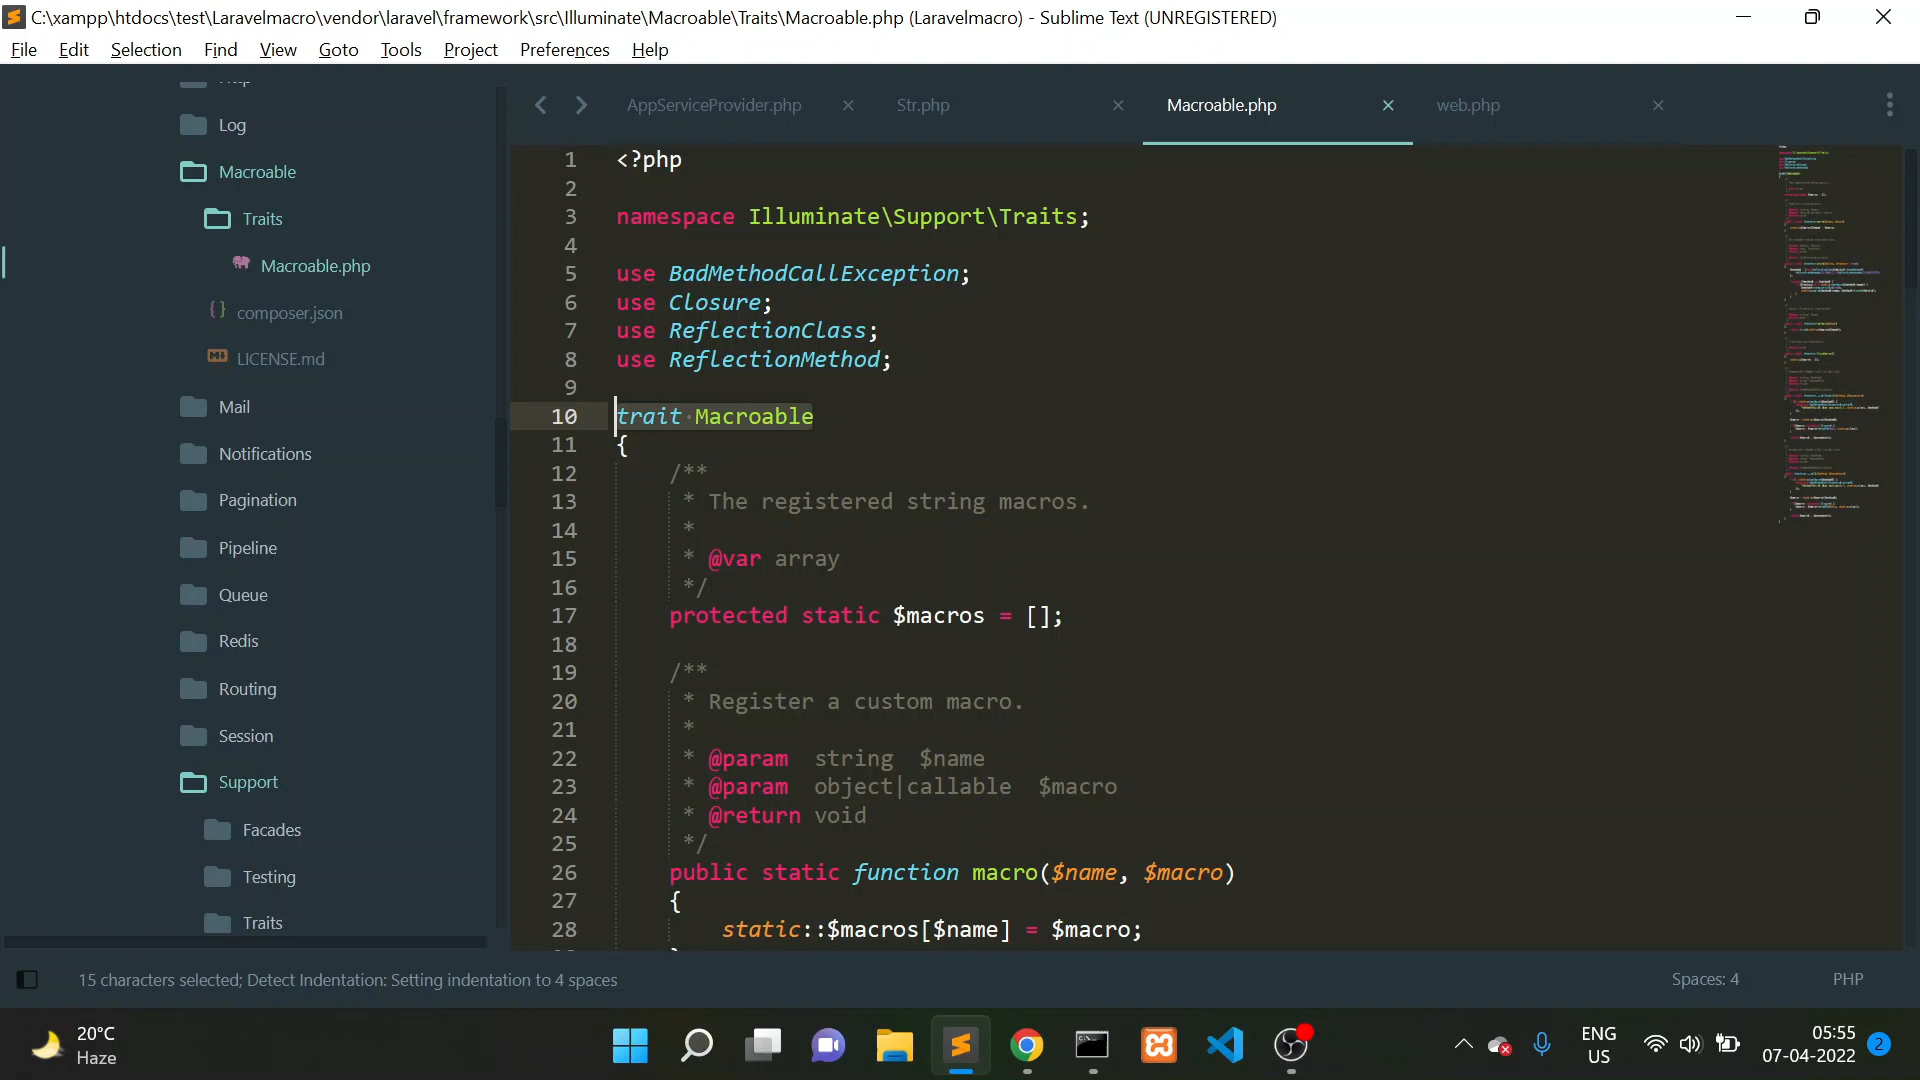 C:\xampp\htdocs\test\Laravelmacro\vendor\laravel\framework\src\Illuminate\Macroable\Traits\Macroable.php (Laravelmacro) - Sublime Text (UNREGISTERED)
File Edit Selection Find View Goto Tools Project Preferences Help
AppServiceProvider.php Str.php Macroable.php web.php
Log
Macroable
Traits
Macroable.php
{} composer.json
M↓ LICENSE.md
Mail
Notifications
Pagination
Pipeline
Queue
Redis
Routing
Session
Support
Facades
Testing
Traits
1 <?php
2
3 namespace Illuminate\Support\Traits;
4
5 use BadMethodCallException;
6 use Closure;
7 use ReflectionClass;
8 use ReflectionMethod;
9
10 trait Macroable
11 {
12 /**
13 * The registered string macros.
14 *
15 * @var array
16 */
17 protected static $macros = [];
18
19 /**
20 * Register a custom macro.
21 *
22 * @param  string  $name
23 * @param  object|callable  $macro
24 * @return void
25 */
26 public static function macro($name, $macro)
27 {
28 static::$macros[$name] = $macro;
15 characters selected; Detect Indentation: Setting indentation to 4 spaces Spaces: 4 PHP
20°C
Haze
ENG
US
05:55
07-04-2022
2